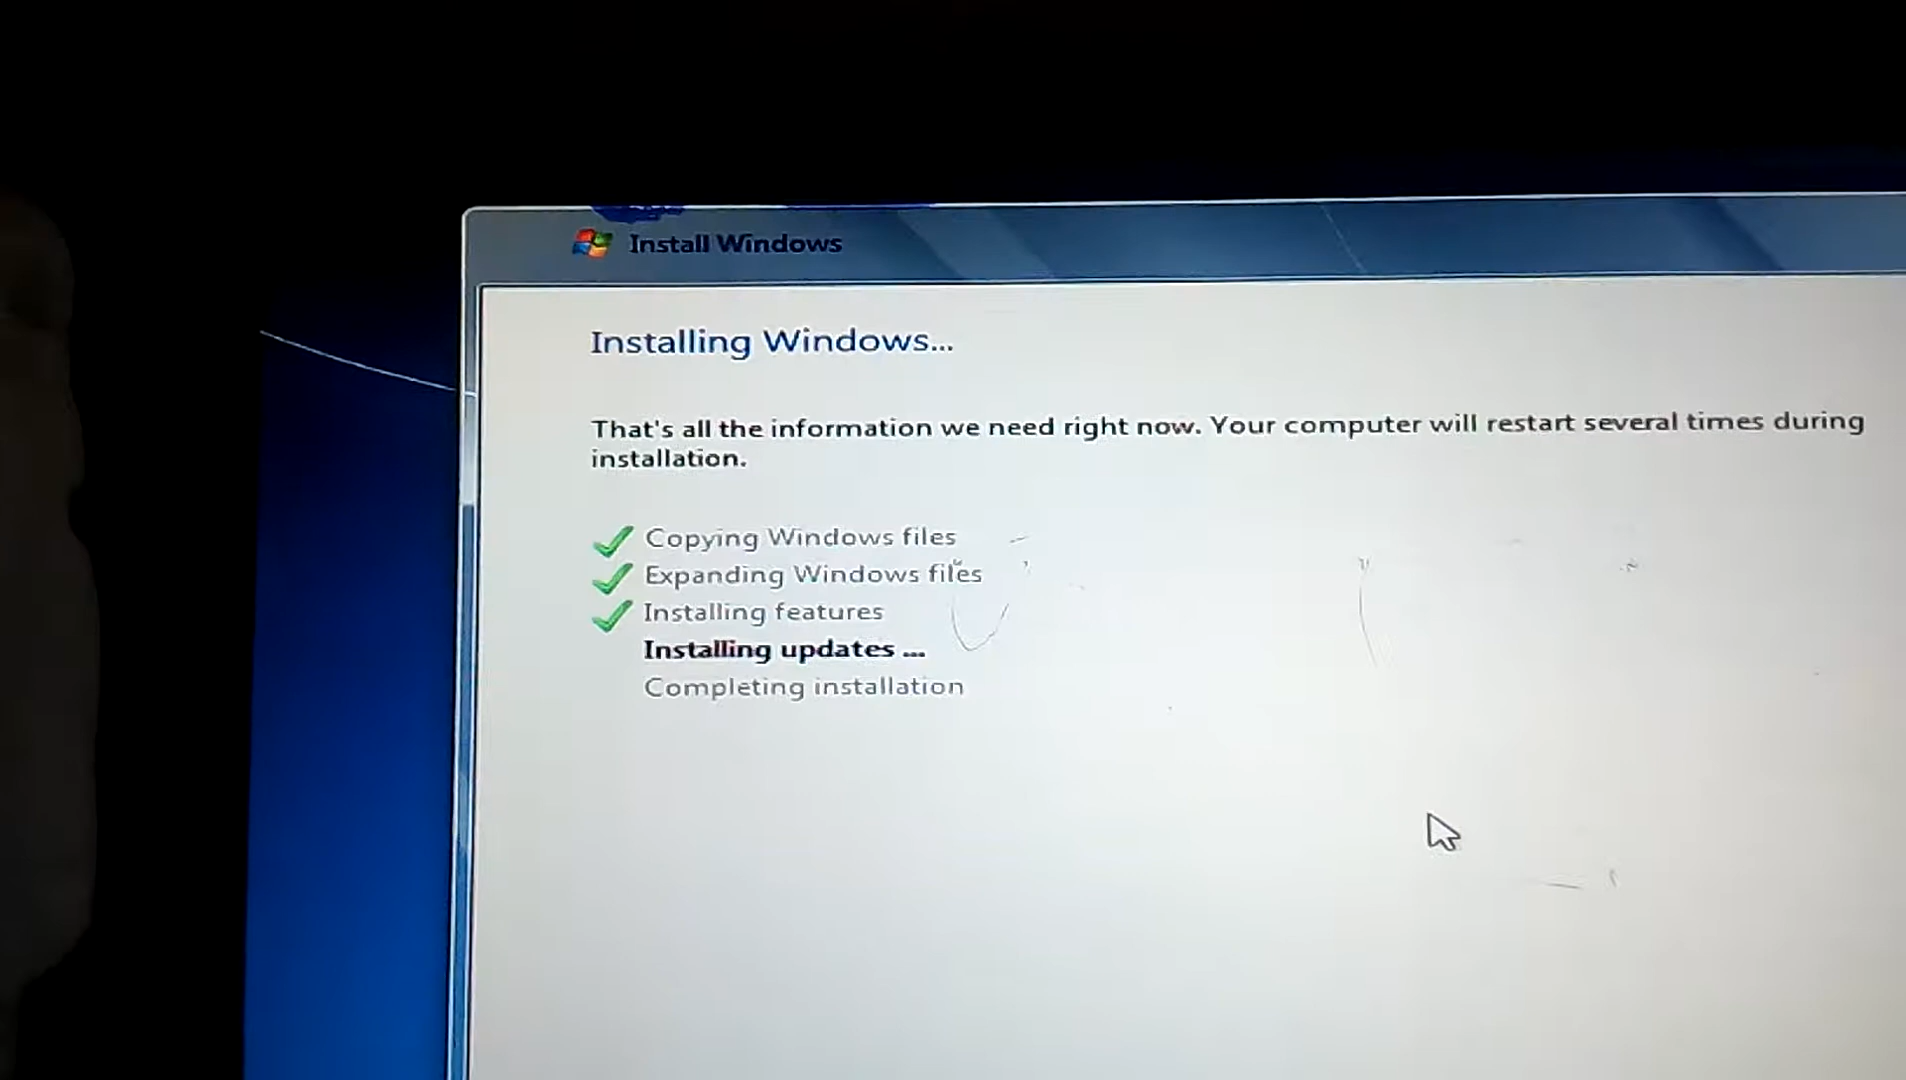 Install Windows
Installing Windows...
That's all the information we need right now. Your computer will restart several times during
installation.
Copying Windows files
Expanding Windows files
Installing features
Installing updates ...
Completing installation